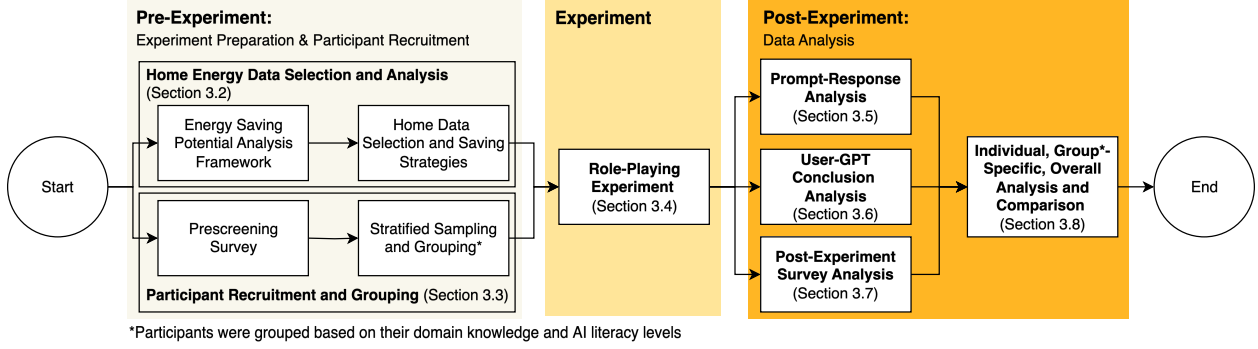 Pre-Experiment:
Experiment Preparation & Participant Recruitment
Experiment
Post-Experiment:
Data Analysis
Start
Home Energy Data Selection and Analysis
(Section 3.2)
Energy Saving
Potential Analysis
Framework
Home Data
Selection and Saving
Strategies
Prescreening
Survey
Stratified Sampling
and Grouping*
Participant Recruitment and Grouping (Section 3.3)
Role-Playing
Experiment
(Section 3.4)
Prompt-Response
Analysis
(Section 3.5)
User-GPT
Conclusion
Analysis
(Section 3.6)
Post-Experiment
Survey Analysis
(Section 3.7)
Individual, Group*-
Specific, Overall
Analysis and
Comparison
(Section 3.8)
End
*Participants were grouped based on their domain knowledge and AI literacy levels